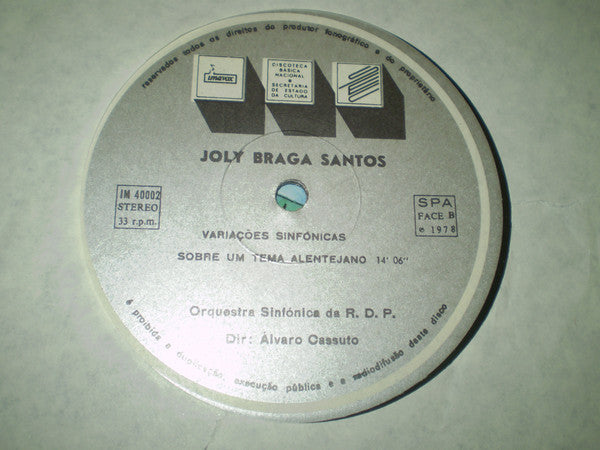 reservados todos os direitos do produtor fonográfico e do proprietário
imavox
DISCOTECA
BASICA
NACIONAL
SECRETARIA
DE ESTADO
DA CULTURA
JOLY BRAGA SANTOS
IM 40002
STEREO
33 r.p.m.
SPA
FACE B
℗ 1978
VARIAÇÕES SINFÓNICAS
SOBRE UM TEMA ALENTEJANO 14' 06"
Orquestra Sinfónica da R. D. P.
Dir: Álvaro Cassuto
é proibida a duplicação, execução pública e a radiodifusão deste disco